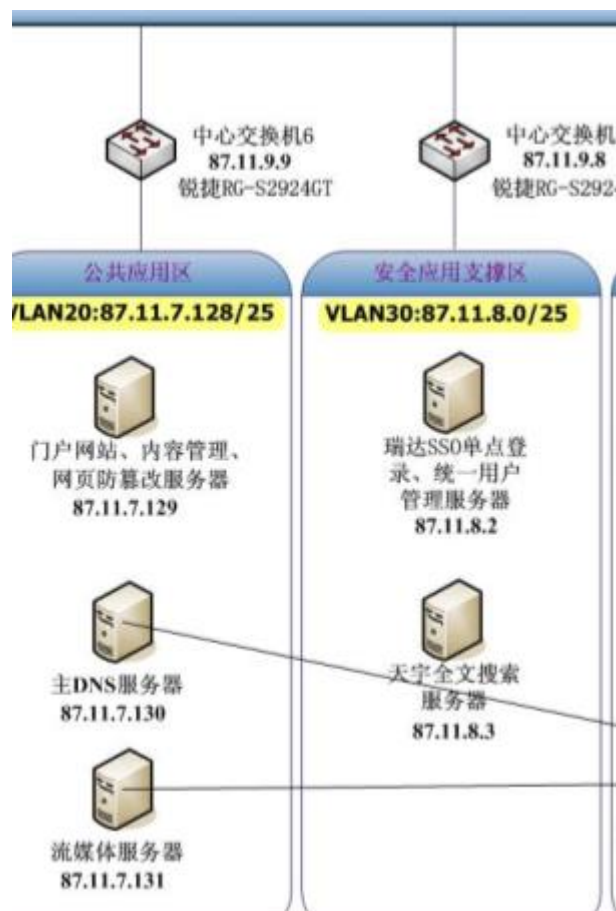 中心交换机6
87.11.9.9
锐捷RG-S2924GT
中心交换机
87.11.9.8
锐捷RG-S292
公共应用区
VLAN20:87.11.7.128/25
门户网站、内容管理、
网页防篡改服务器
87.11.7.129
主DNS服务器
87.11.7.130
流媒体服务器
87.11.7.131
安全应用支撑区
VLAN30:87.11.8.0/25
瑞达SSO单点登
录、统一用户
管理服务器
87.11.8.2
天宇全文搜索
服务器
87.11.8.3